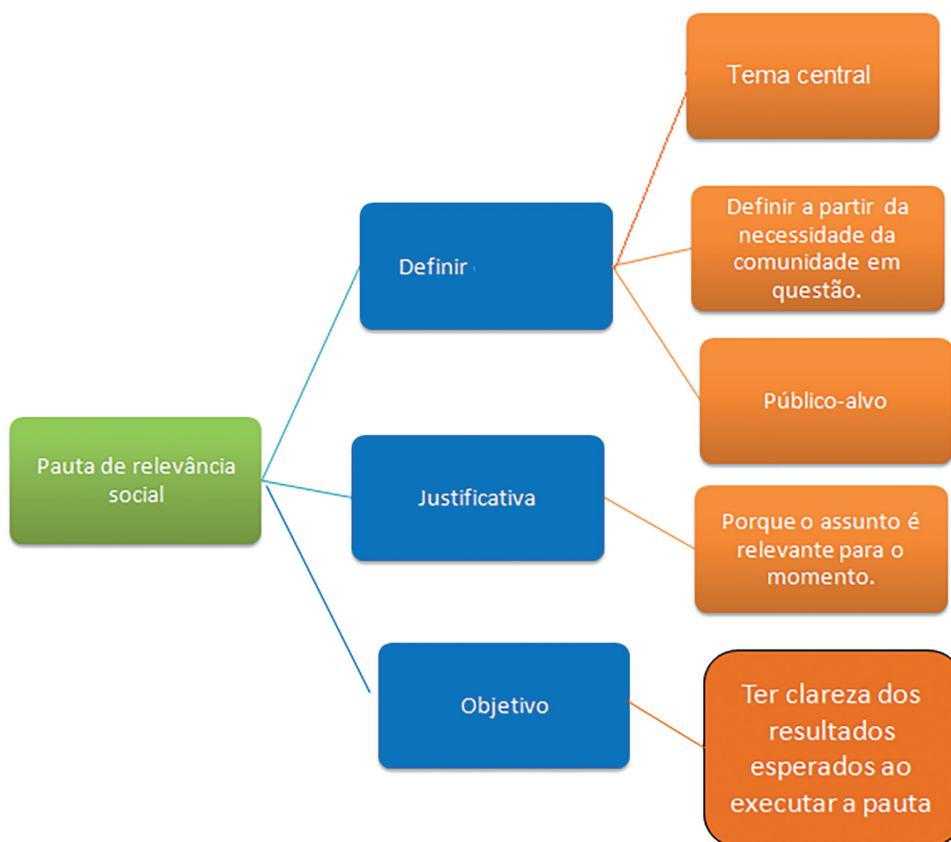 Pauta de relevância
social
Definir
Tema central
Definir a partir da
necessidade da
comunidade em
questão.
Público-alvo
Justificativa
Porque o assunto é
relevante para o
momento.
Objetivo
Ter clareza dos
resultados
esperados ao
executar a pauta